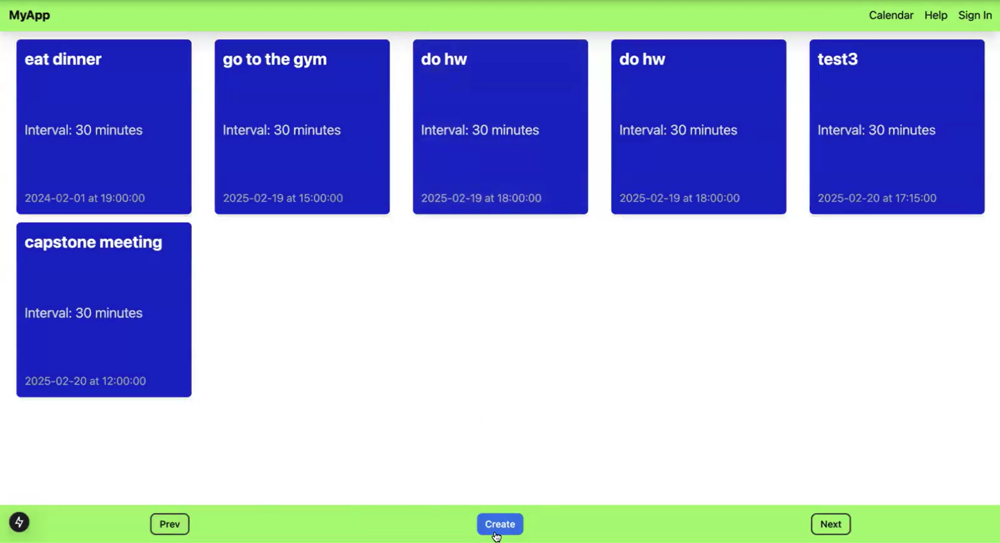 MyApp
Calendar Help Sign In
eat dinner
Interval: 30 minutes
2024-02-01 at 19:00:00
go to the gym
Interval: 30 minutes
2025-02-19 at 15:00:00
do hw
Interval: 30 minutes
2025-02-19 at 18:00:00
do hw
Interval: 30 minutes
2025-02-19 at 18:00:00
test3
Interval: 30 minutes
2025-02-20 at 17:15:00
capstone meeting
Interval: 30 minutes
2025-02-20 at 12:00:00
Prev
Create
Next